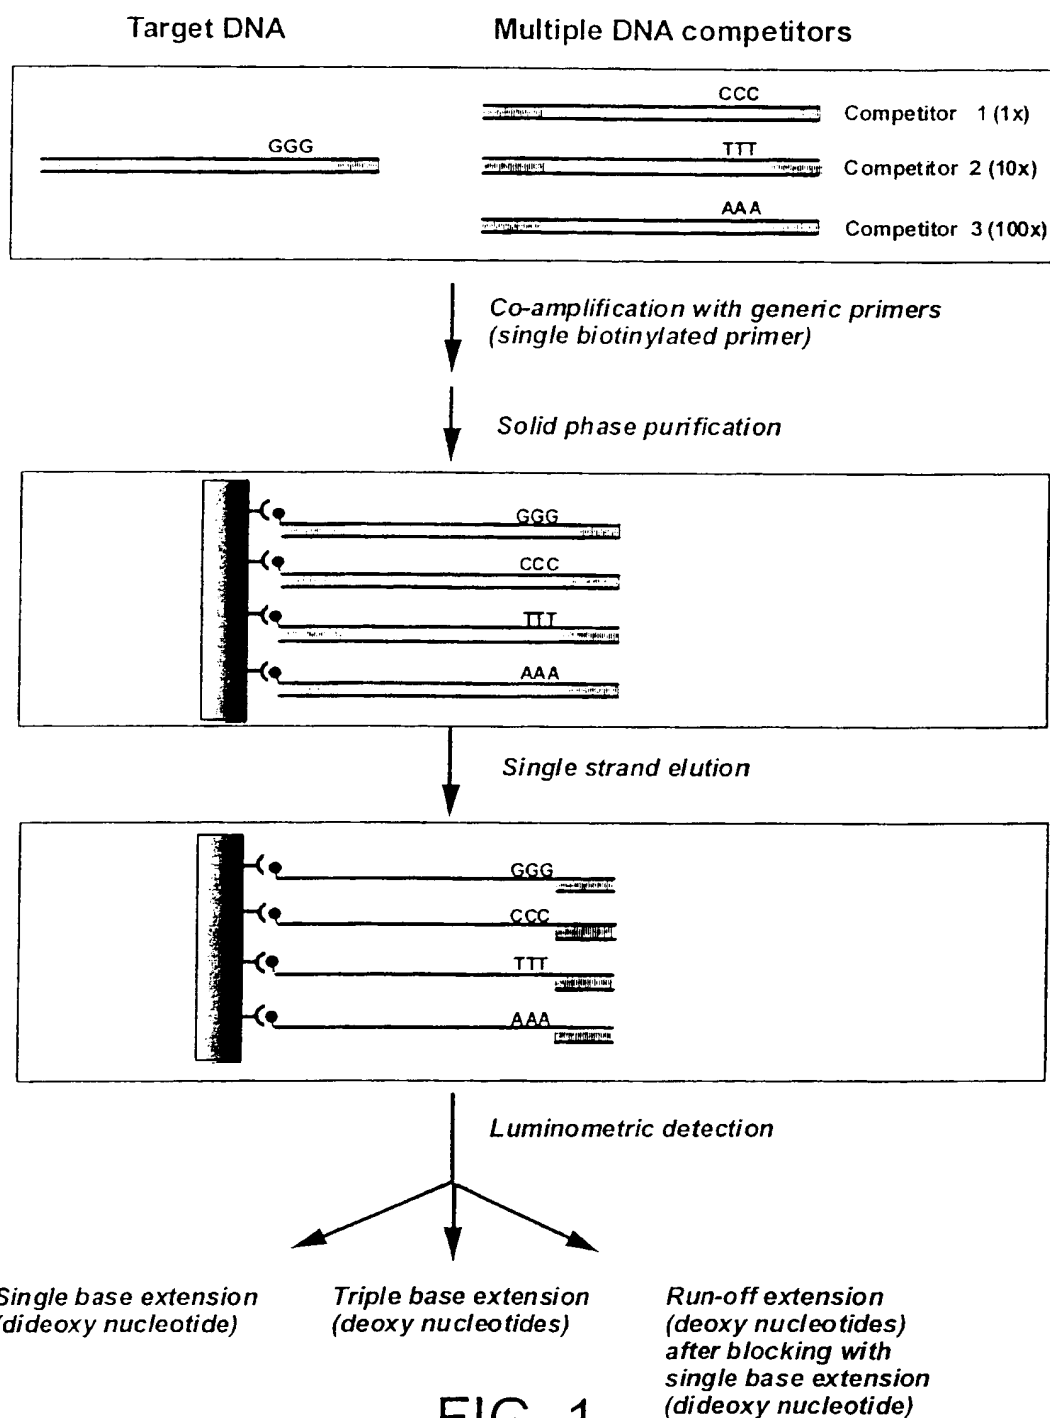 Target DNA
Multiple DNA competitors
CCC
Competitor 1 (1x)
GGG
TTT
Competitor 2 (10x)
AAA
Competitor 3 (100x)
Co-amplification with generic primers
(single biotinylated primer)
Solid phase purification
GGG
CCC
TTT
AAA
Single strand elution
GGG
CCC
TTT
AAA
Luminometric detection
Single base extension
(dideoxy nucleotide)
Triple base extension
(deoxy nucleotides)
Run-off extension
(deoxy nucleotides)
after blocking with
single base extension
(dideoxy nucleotide)
FIG. 1